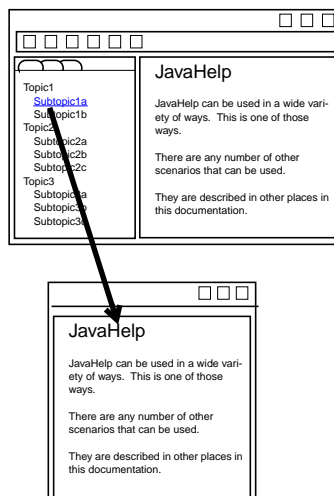 Topic1
Subtopic1a
Subtopic1b
Topic2
Subtopic2a
Subtopic2b
Subtopic2c
Topic3
Subtopic3a
Subtopic3b
Subtopic3c
JavaHelp
JavaHelp can be used in a wide vari-
ety of ways. This is one of those
ways.
There are any number of other
scenarios that can be used.
They are described in other places in
this documentation.
JavaHelp
JavaHelp can be used in a wide vari-
ety of ways. This is one of those
ways.
There are any number of other
scenarios that can be used.
They are described in other places in
this documentation.